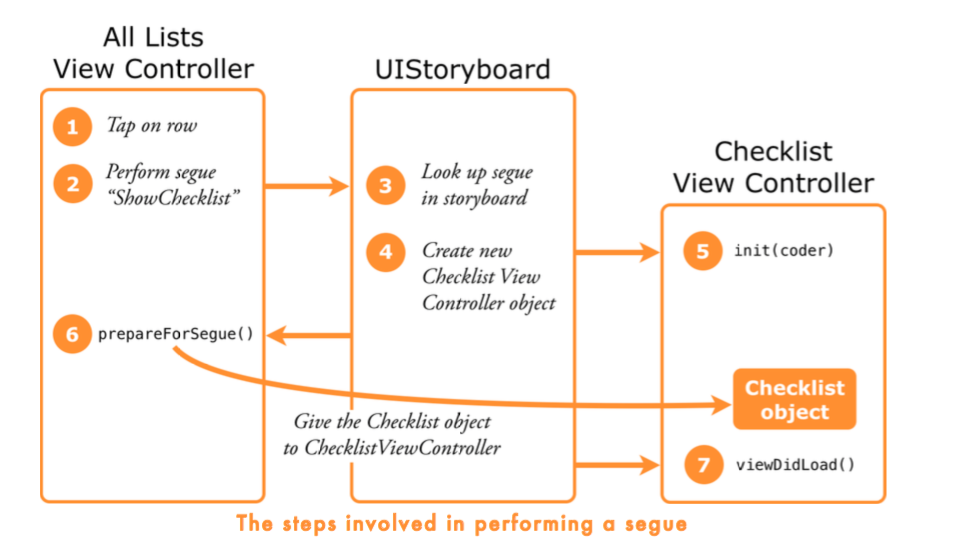 All Lists
View Controller
1 Tap on row
2 Perform segue
"ShowChecklist"
6 prepareForSegue()
UIStoryboard
3 Look up segue
in storyboard
4 Create new
Checklist View
Controller object
Give the Checklist object
to ChecklistViewController
Checklist
View Controller
5 init(coder)
Checklist
object
7 viewDidLoad()
The steps involved in performing a segue